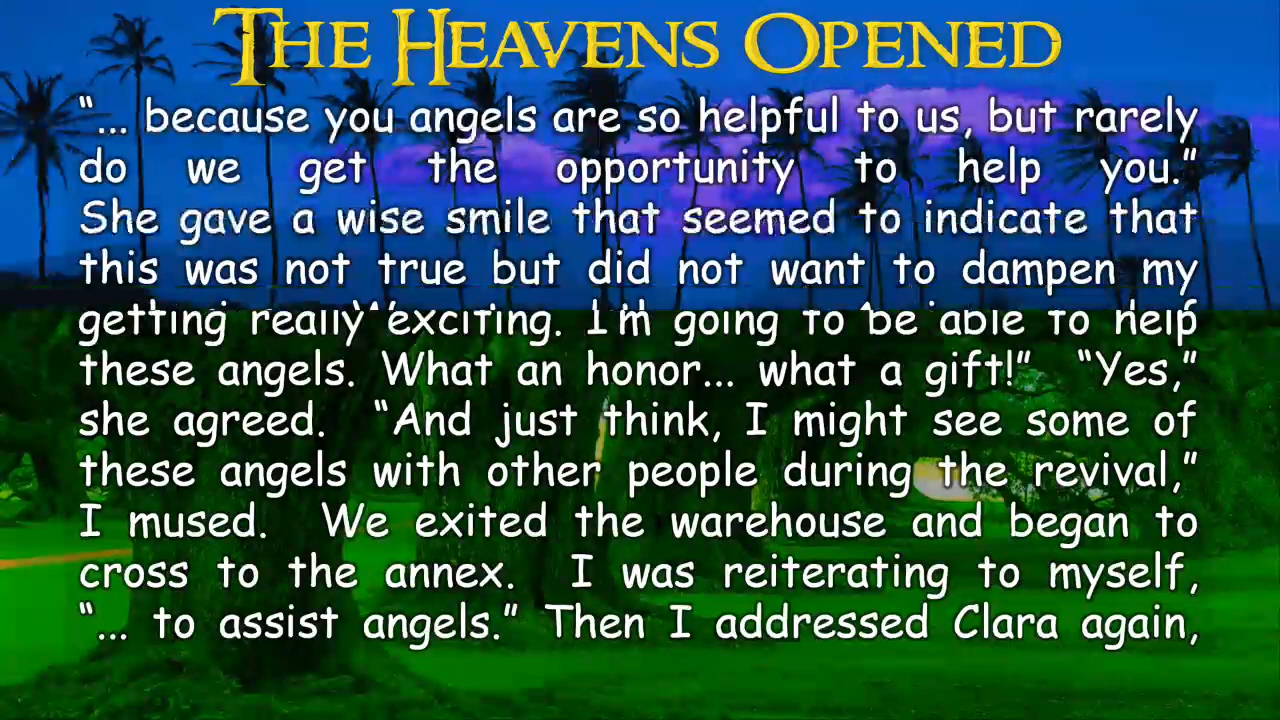 THE HEAVENS OPENED
“... because you angels are so helpful to us, but rarely
do we get the opportunity to help you.”
She gave a wise smile that seemed to indicate that
this was not true but did not want to dampen my
getting really exciting. I'm going to be able to help
these angels. What an honor... what a gift!” “Yes,”
she agreed. “And just think, I might see some of
these angels with other people during the revival,”
I mused. We exited the warehouse and began to
cross to the annex. I was reiterating to myself,
“... to assist angels.” Then I addressed Clara again,